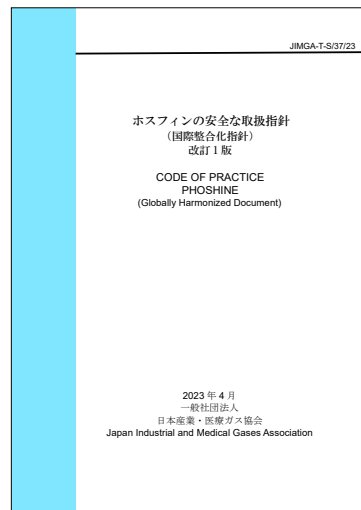 JIMGA-T-S/37/23
ホスフィンの安全な取扱指針
（国際整合化指針）
改訂１版
CODE OF PRACTICE
PHOSHINE
(Globally Harmonized Document)
2023 年 4 月
一般社団法人
日本産業・医療ガス協会
Japan Industrial and Medical Gases Association